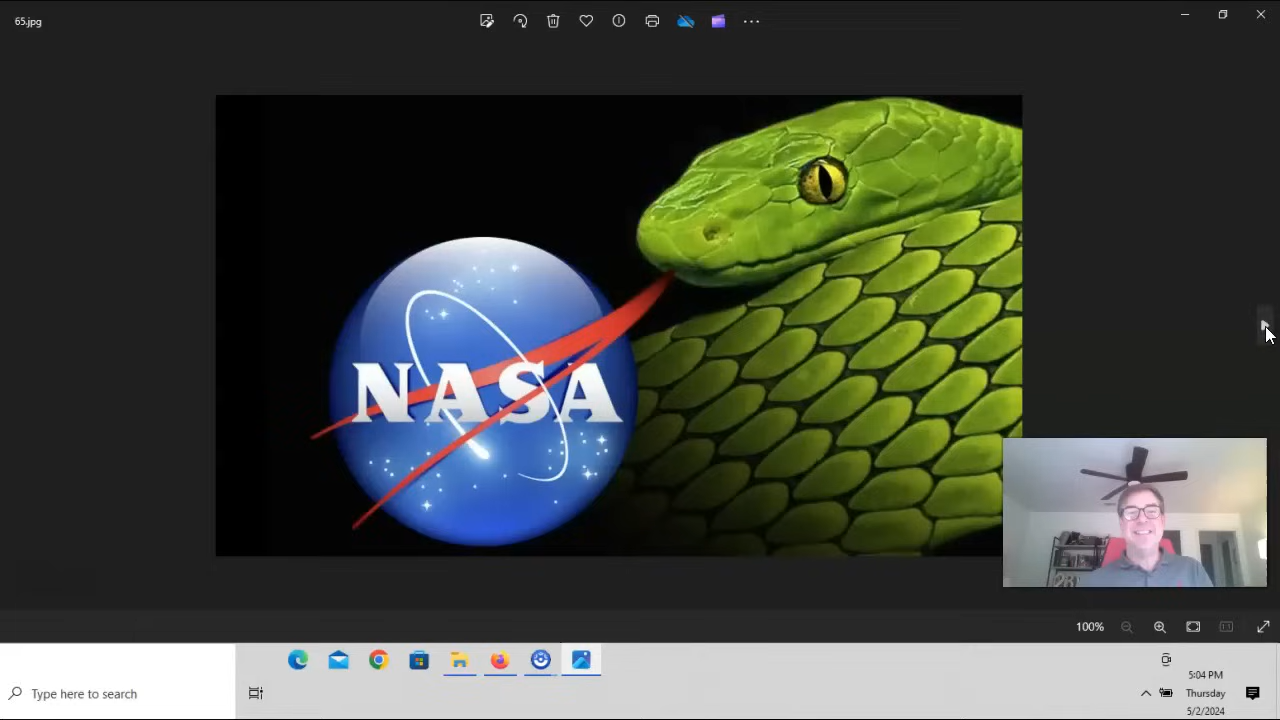 65.jpg
NASA
100%
Type here to search
5:04 PM
Thursday
5/2/2024